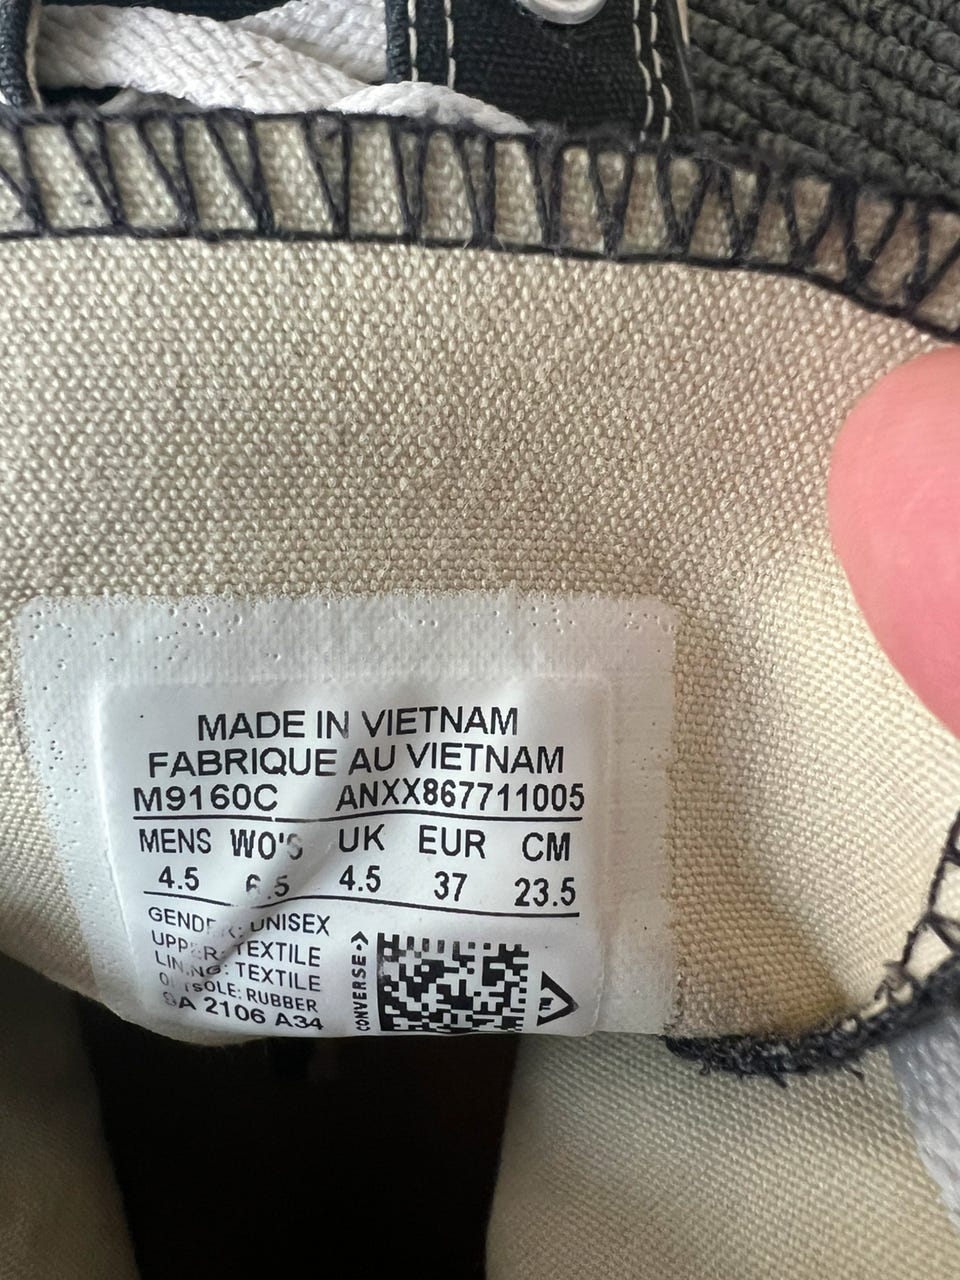 MADE IN VIETNAM
FABRIQUE AU VIETNAM
M9160C ANXX867711005
MENS WO'S UK EUR CM
4.5 6.5 4.5 37 23.5
GENDER: UNISEX
UPPER: TEXTILE
LINING: TEXTILE
OUTSOLE: RUBBER
2106 A34
CONVERSE